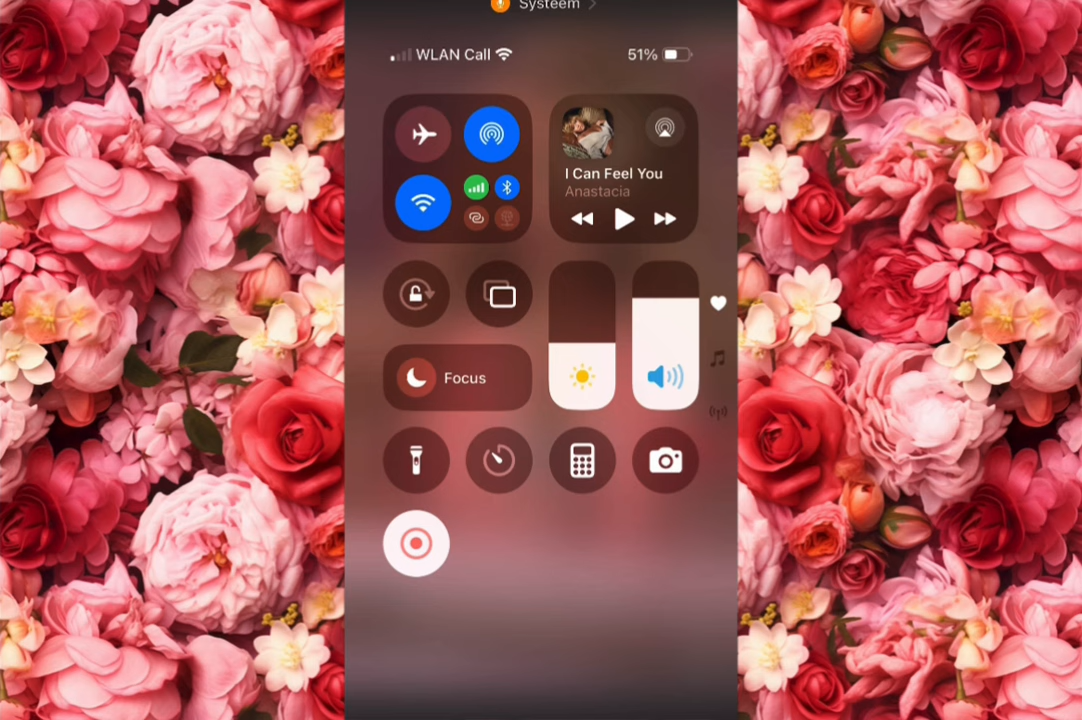 Systeem
WLAN Call 51%
I Can Feel You
Anastacia
Focus